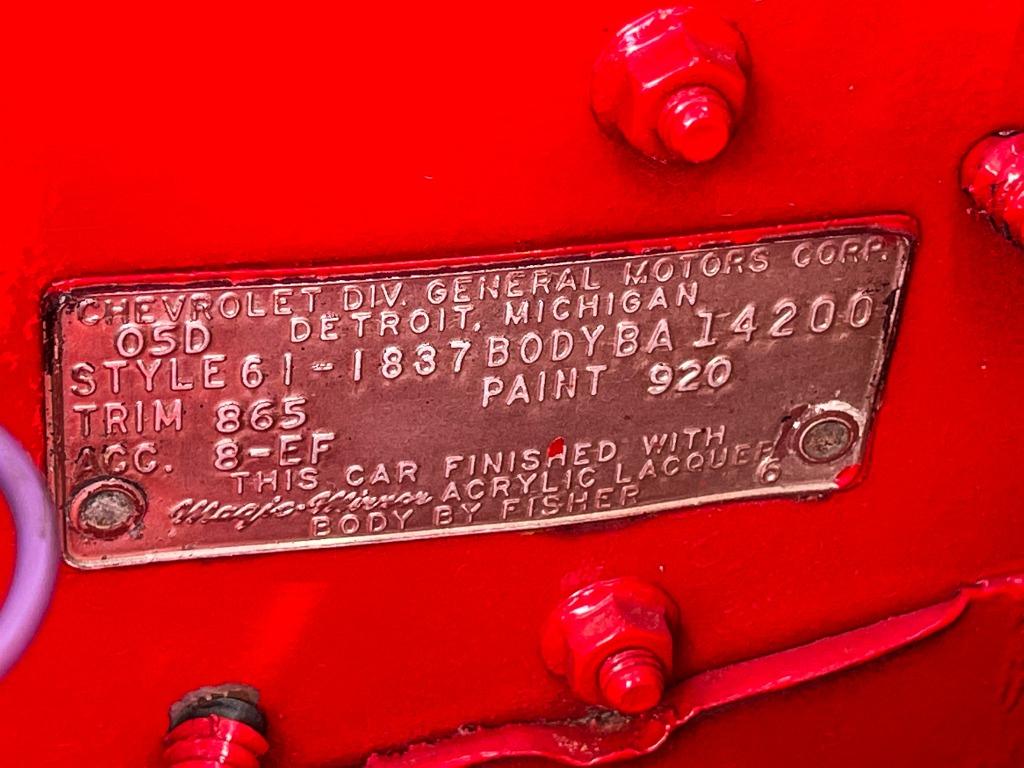 CHEVROLET DIV. GENERAL MOTORS CORP.
05D DETROIT, MICHIGAN
STYLE 61-1837 BODY BA 14200
TRIM 865 PAINT 920
ACC. 8-EF
THIS CAR FINISHED WITH
Magic-Mirror ACRYLIC LACQUER 6
BODY BY FISHER